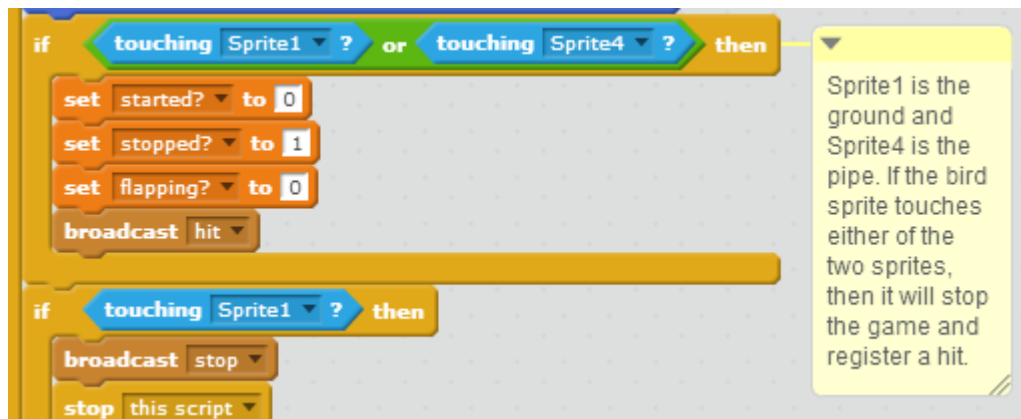 if touching Sprite1 ? or touching Sprite4 ? then
set started? to 0
set stopped? to 1
set flapping? to 0
broadcast hit
if touching Sprite1 ? then
broadcast stop
stop this script
Sprite1 is the
ground and
Sprite4 is the
pipe. If the bird
sprite touches
either of the
two sprites,
then it will stop
the game and
register a hit.